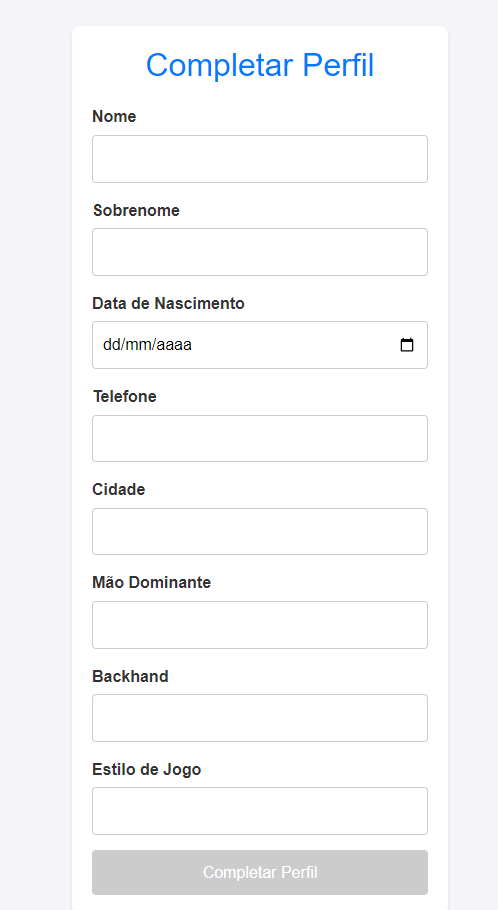 Completar Perfil
Nome
Sobrenome
Data de Nascimento
dd/mm/aaaa
Telefone
Cidade
Mão Dominante
Backhand
Estilo de Jogo
Completar Perfil